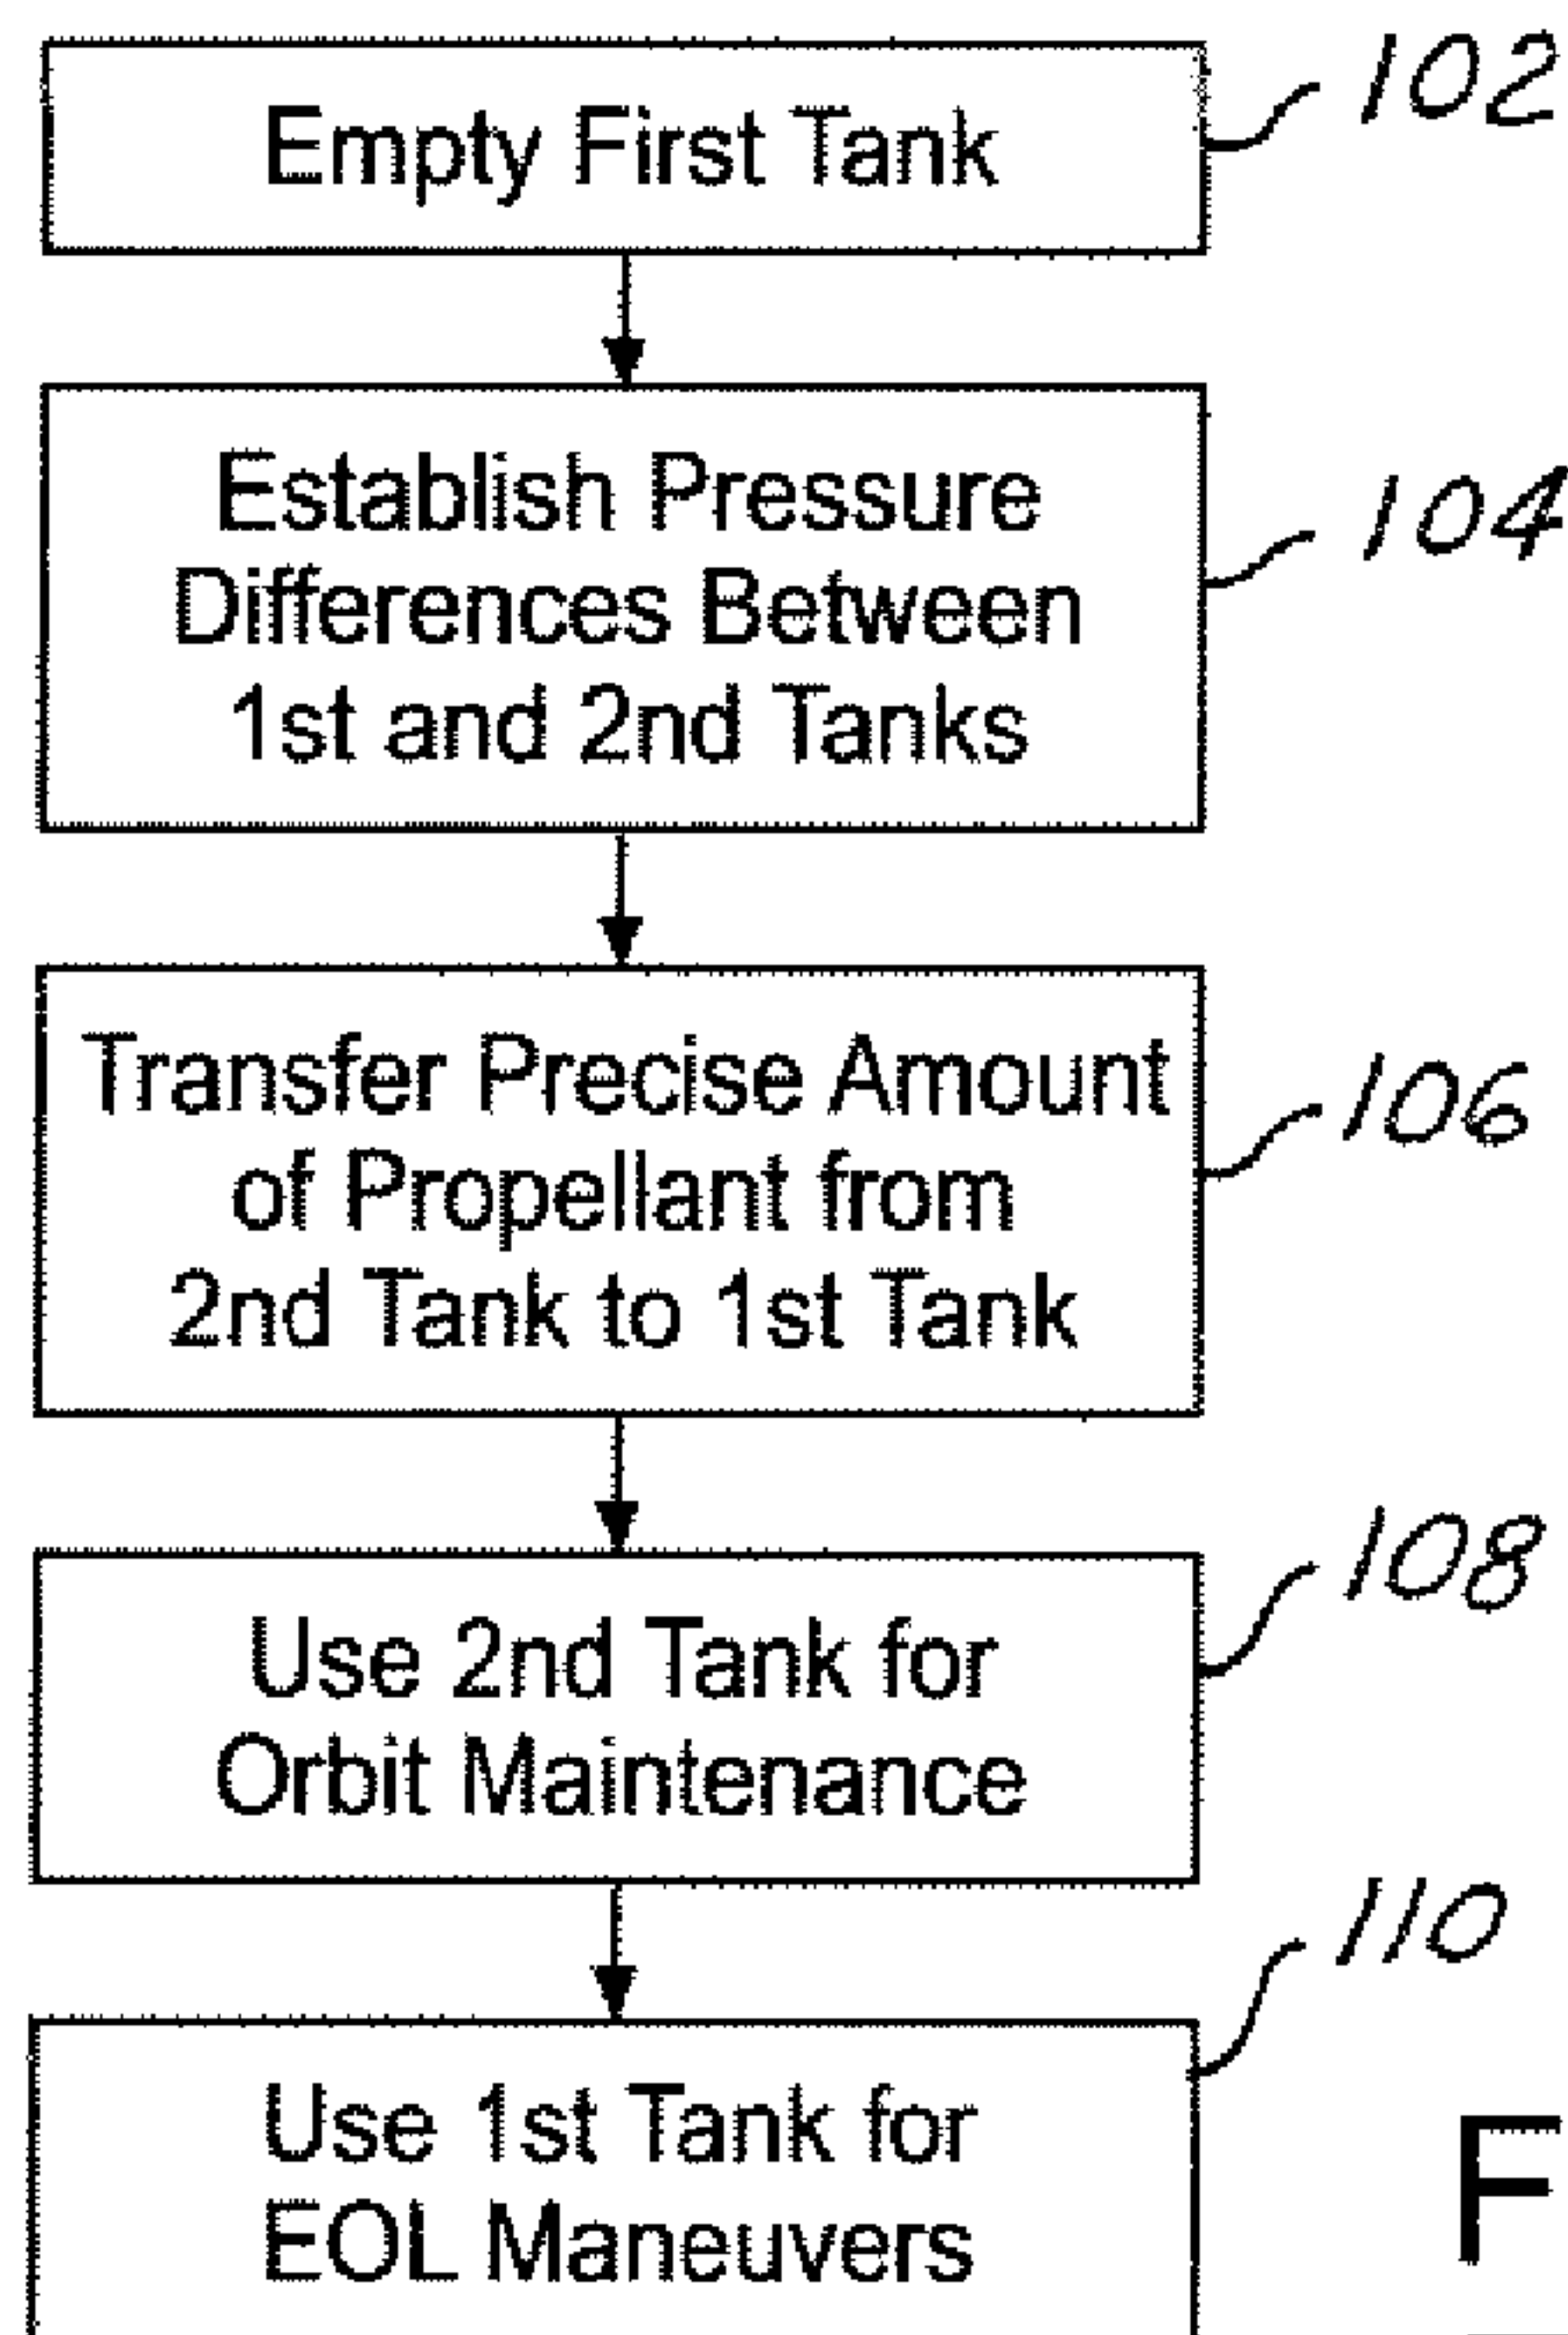 Empty First Tank
102
Establish Pressure
Differences Between
1st and 2nd Tanks
104
Transfer Precise Amount
of Propellant from
2nd Tank to 1st Tank
106
Use 2nd Tank for
Orbit Maintenance
108
Use 1st Tank for
EOL Maneuvers
110
F